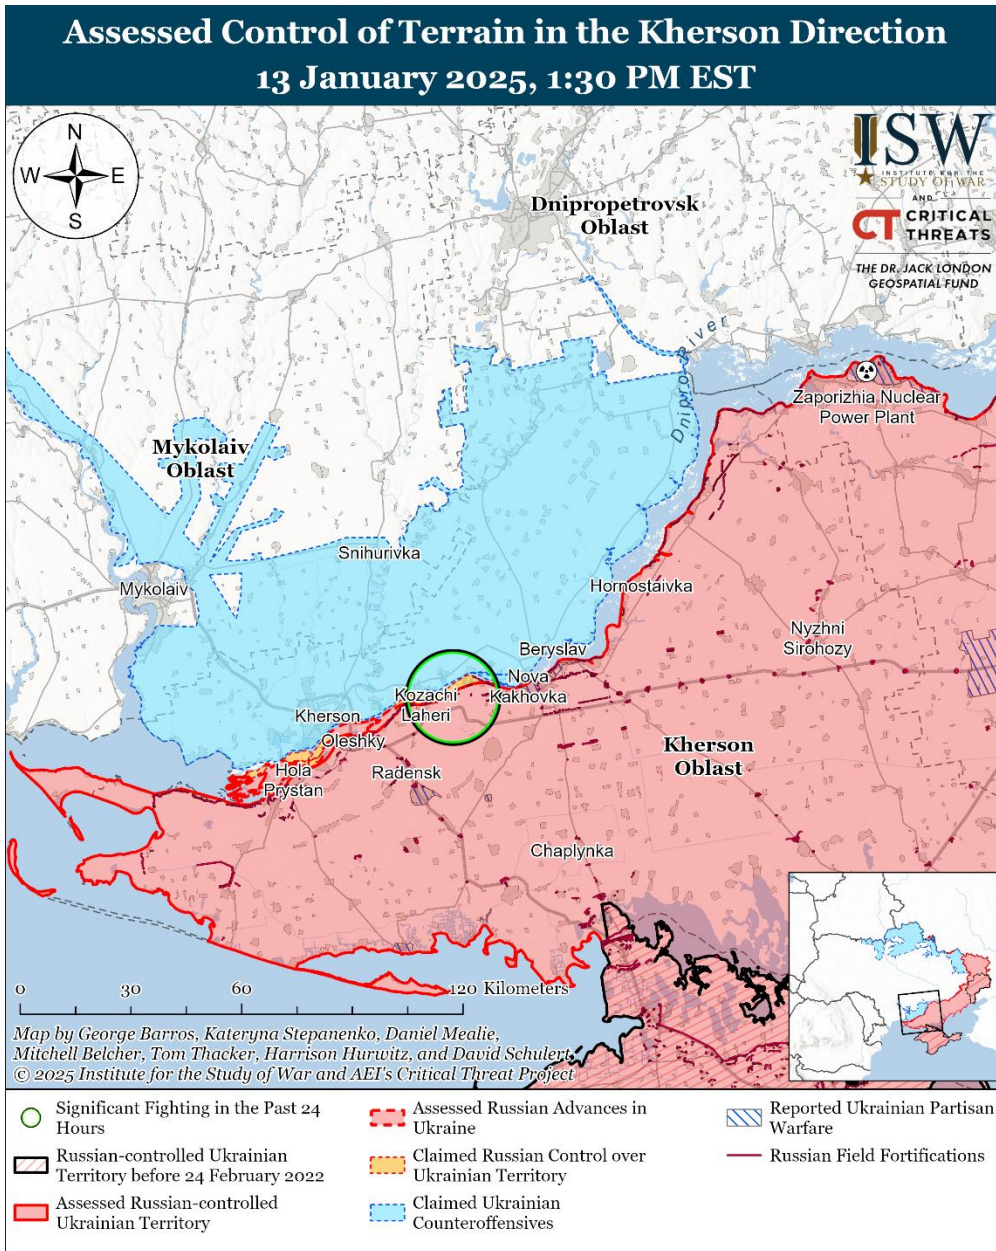 Assessed Control of Terrain in the Kherson Direction
13 January 2025, 1:30 PM EST
N
W E
S
ISW
INSTITUTE FOR THE
STUDY OF WAR
AND
CT CRITICAL
THREATS
THE DR. JACK LONDON
GEOSPATIAL FUND
Dnipropetrovsk
Oblast
Dnipro River
Zaporizhia Nuclear
Power Plant
Mykolaiv
Oblast
Snihurivka
Mykolaiv
Hornostaivka
Nyzhni
Sirohozy
Beryslav
Nova
Kakhovka
Kozachi
Laheri
Kherson
Oleshky
Kherson
Oblast
Hola
Prystan
Radensk
Chaplynka
0 30 60 120 Kilometers
Map by George Barros, Kateryna Stepanenko, Daniel Mealie,
Mitchell Belcher, Tom Thacker, Harrison Hurwitz, and David Schulert
© 2025 Institute for the Study of War and AEI's Critical Threat Project
Significant Fighting in the Past 24
Hours
Russian-controlled Ukrainian
Territory before 24 February 2022
Assessed Russian-controlled
Ukrainian Territory
Assessed Russian Advances in
Ukraine
Claimed Russian Control over
Ukrainian Territory
Claimed Ukrainian
Counteroffensives
Reported Ukrainian Partisan
Warfare
Russian Field Fortifications